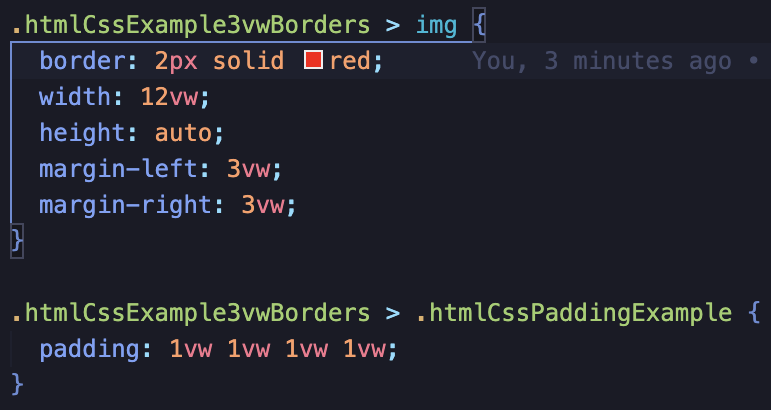 .htmlCssExample3vwBorders > img {
border: 2px solid red; You, 3 minutes ago •
width: 12vw;
height: auto;
margin-left: 3vw;
margin-right: 3vw;
}
.htmlCssExample3vwBorders > .htmlCssPaddingExample {
padding: 1vw 1vw 1vw 1vw;
}